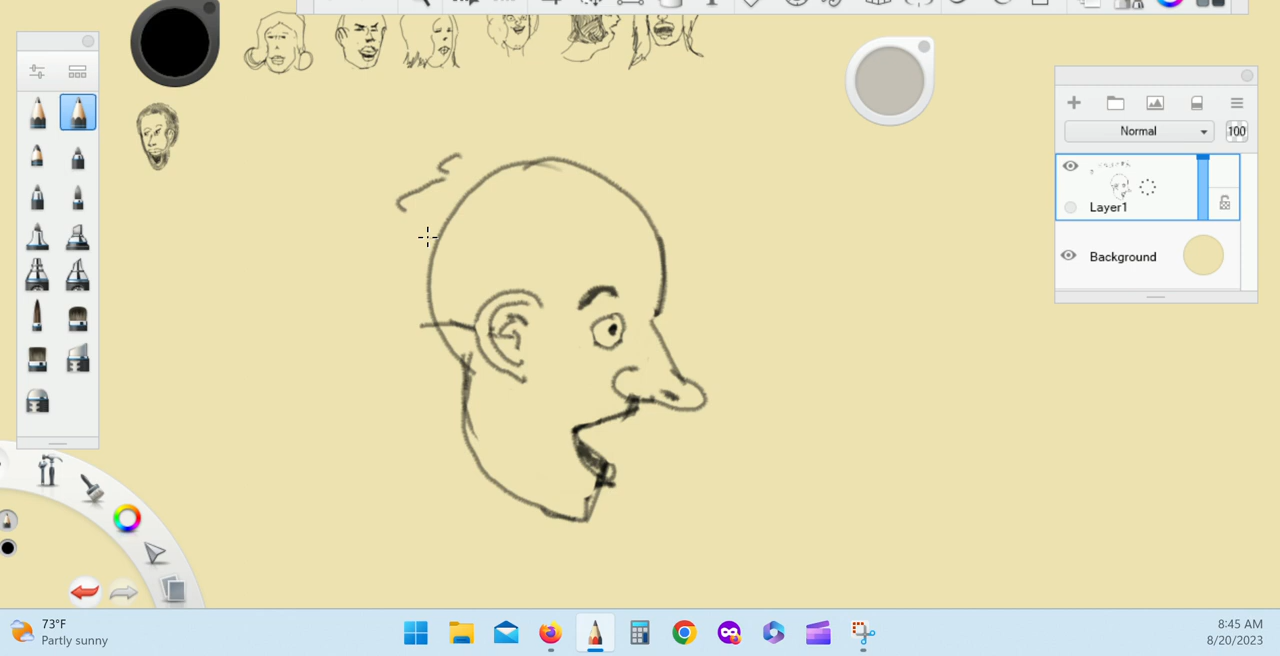 Normal
100
Layer1
Background
73°F
Partly sunny
8:45 AM
8/20/2023